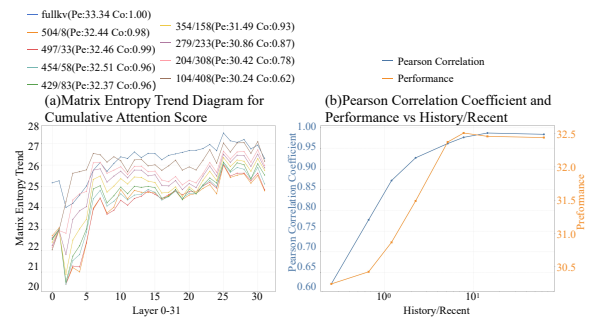 fullkv(Pe:33.34 Co:1.00)
504/8(Pe:32.44 Co:0.98)
497/33(Pe:32.46 Co:0.99)
454/58(Pe:32.51 Co:0.96)
429/83(Pe:32.37 Co:0.96)
354/158(Pe:31.49 Co:0.93)
279/233(Pe:30.86 Co:0.87)
204/308(Pe:30.42 Co:0.78)
104/408(Pe:30.24 Co:0.62)
Pearson Correlation
Performance
(a)Matrix Entropy Trend Diagram for
Cumulative Attention Score
28
27
26
25
24
23
22
21
20
Matrix Entropy Trend
0 5 10 15 20 25 30
Layer 0-31
(b)Pearson Correlation Coefficient and
Performance vs History/Recent
1.00
0.95
0.90
0.85
0.80
0.75
0.70
0.65
0.60
Pearson Correlation Coefficient
32.5
32.0
31.5
31.0
30.5
Preformance
10⁰ 10¹
History/Recent